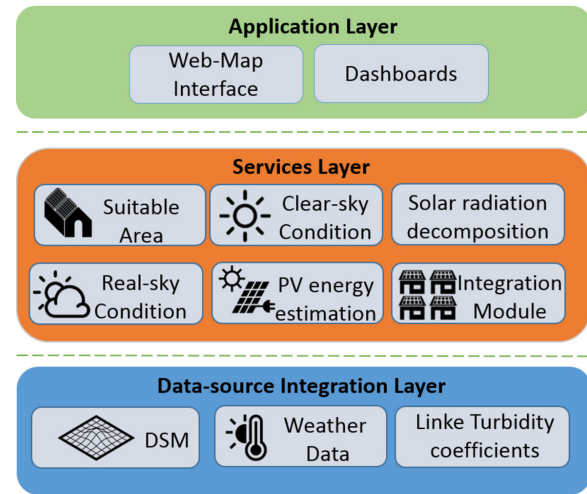 Application Layer
Web-Map
Interface
Dashboards
Services Layer
Suitable
Area
Clear-sky
Condition
Solar radiation
decomposition
Real-sky
Condition
PV energy
estimation
Integration
Module
Data-source Integration Layer
DSM
Weather
Data
Linke Turbidity
coefficients